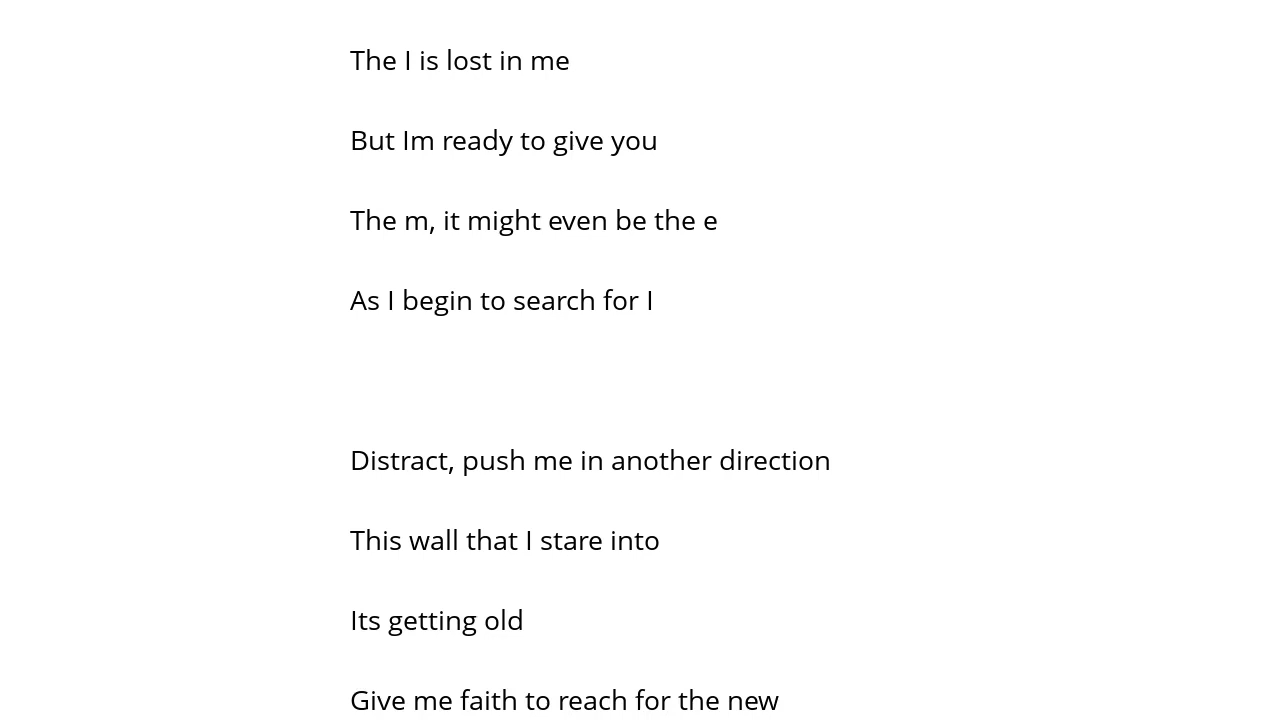 The I is lost in me
But Im ready to give you
The m, it might even be the e
As I begin to search for I
Distract, push me in another direction
This wall that I stare into
Its getting old
Give me faith to reach for the new